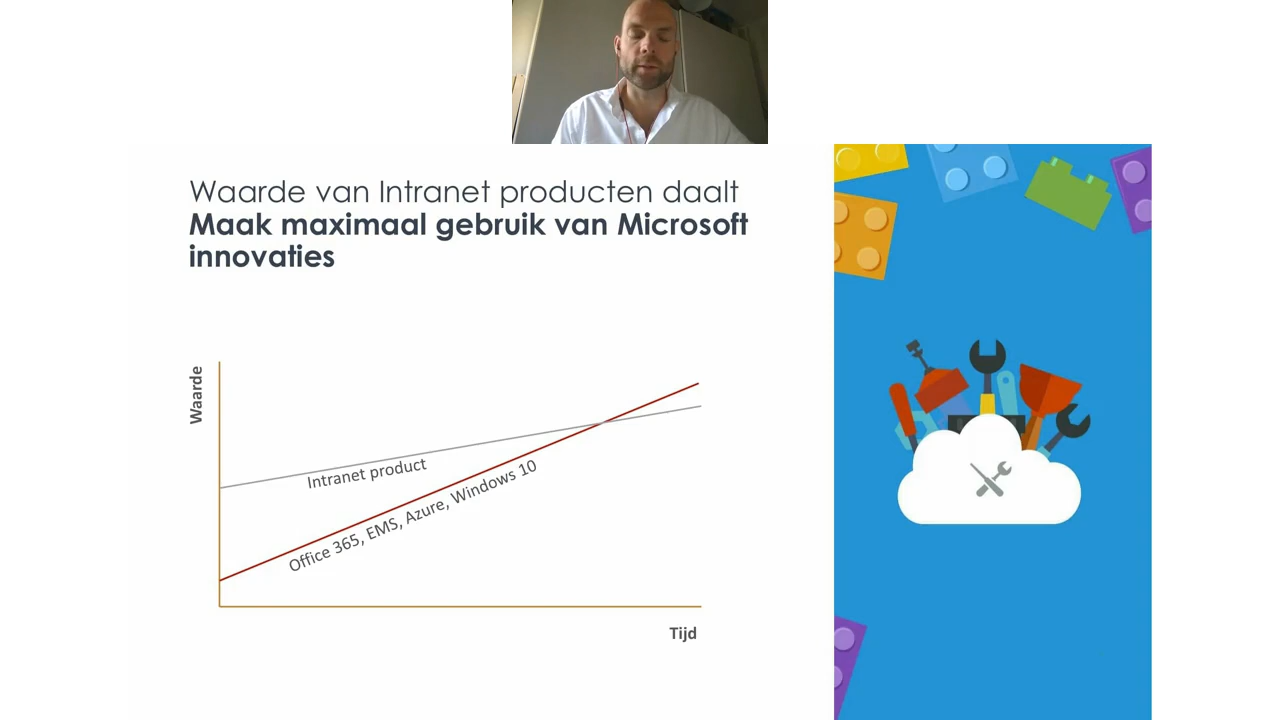 Waarde van Intranet producten daalt
Maak maximaal gebruik van Microsoft
innovaties
Waarde
Intranet product
Office 365, EMS, Azure, Windows 10
Tijd